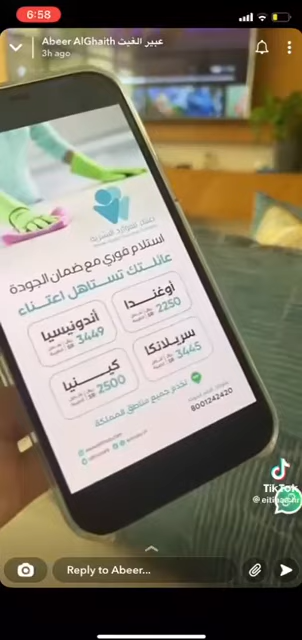 6:58
Abeer AlGhaith عبير الغيث
3h ago
استلام فوري مع ضمان الجودة
عائلتك تستاهل اعتناء
أوغندا
2250
أندونيسيا
3449
سريلانكا
3445
كينيا
2500
نخدم جميع مناطق المملكة
8001242420
TikTok
Reply to Abeer...